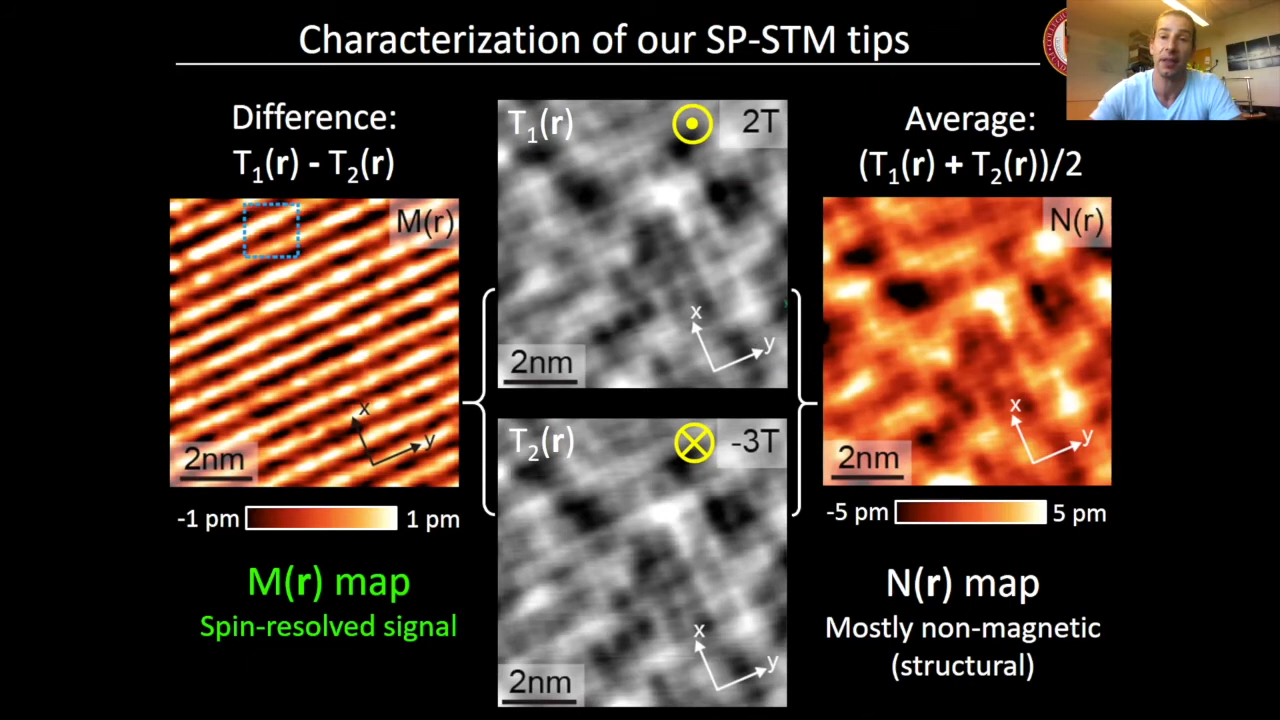 Characterization of our SP-STM tips
Difference:
T₁(r) - T₂(r)
M(r)
x
y
2nm
-1 pm
1 pm
M(r) map
Spin-resolved signal
T₁(r)
2T
x
y
2nm
T₂(r)
-3T
x
y
2nm
Average:
(T₁(r) + T₂(r))/2
N(r)
x
y
2nm
-5 pm
5 pm
N(r) map
Mostly non-magnetic
(structural)